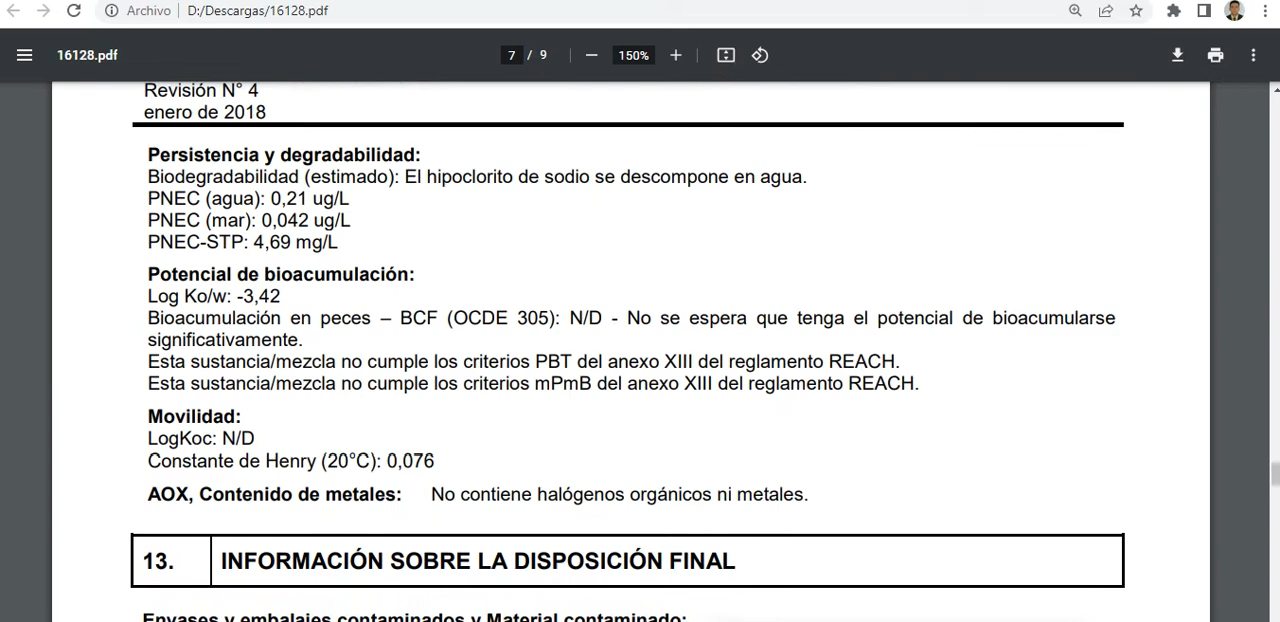 Archivo | D:/Descargas/16128.pdf
16128.pdf
7 / 9
150%
Revisión N° 4
enero de 2018
Persistencia y degradabilidad:
Biodegradabilidad (estimado): El hipoclorito de sodio se descompone en agua.
PNEC (agua): 0,21 ug/L
PNEC (mar): 0,042 ug/L
PNEC-STP: 4,69 mg/L
Potencial de bioacumulación:
Log Ko/w: -3,42
Bioacumulación en peces – BCF (OCDE 305): N/D - No se espera que tenga el potencial de bioacumularse
significativamente.
Esta sustancia/mezcla no cumple los criterios PBT del anexo XIII del reglamento REACH.
Esta sustancia/mezcla no cumple los criterios mPmB del anexo XIII del reglamento REACH.
Movilidad:
LogKoc: N/D
Constante de Henry (20°C): 0,076
AOX, Contenido de metales: No contiene halógenos orgánicos ni metales.
13. INFORMACIÓN SOBRE LA DISPOSICIÓN FINAL
Envases y embalajes contaminados y Material contaminado: